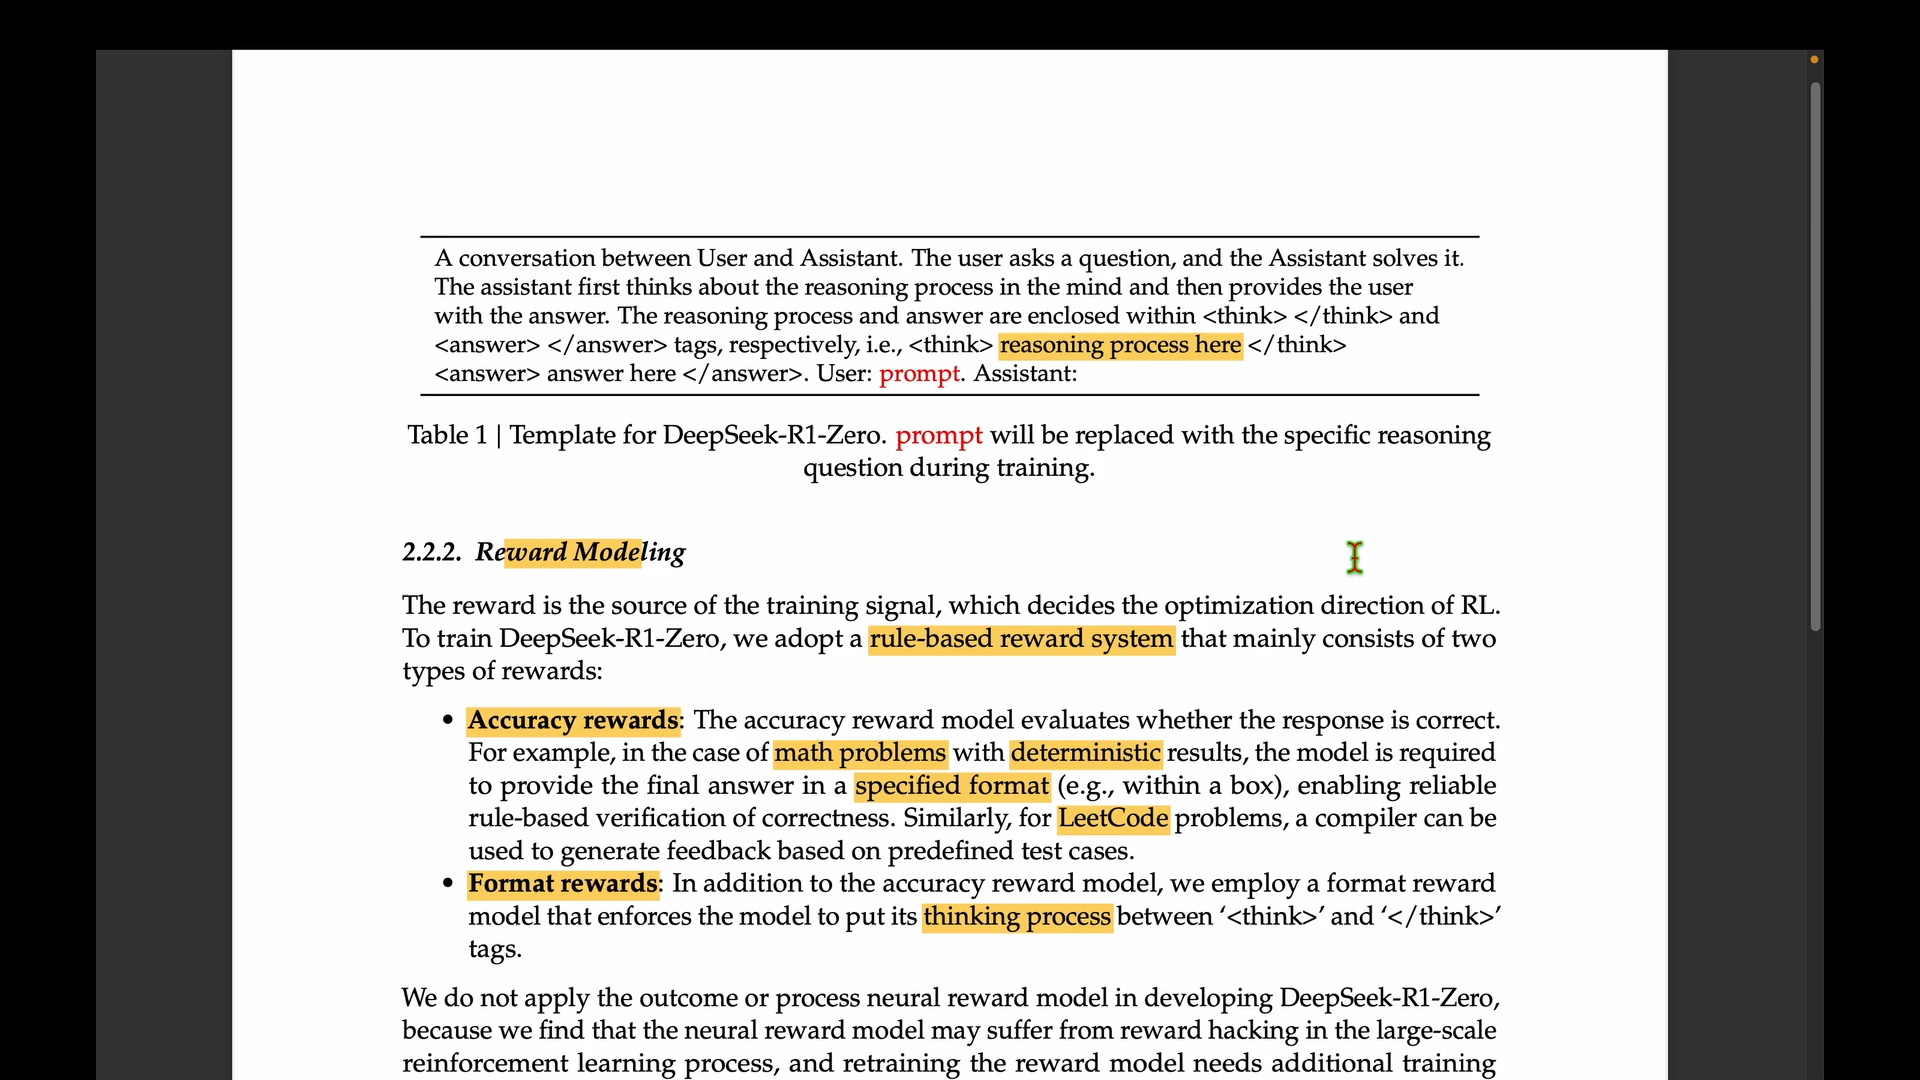 A conversation between User and Assistant. The user asks a question, and the Assistant solves it.
The assistant first thinks about the reasoning process in the mind and then provides the user
with the answer. The reasoning process and answer are enclosed within <think> </think> and
<answer> </answer> tags, respectively, i.e., <think> reasoning process here </think>
<answer> answer here </answer>. User: prompt. Assistant:
Table 1 | Template for DeepSeek-R1-Zero. prompt will be replaced with the specific reasoning
question during training.
2.2.2. Reward Modeling
The reward is the source of the training signal, which decides the optimization direction of RL.
To train DeepSeek-R1-Zero, we adopt a rule-based reward system that mainly consists of two
types of rewards:
• Accuracy rewards: The accuracy reward model evaluates whether the response is correct.
For example, in the case of math problems with deterministic results, the model is required
to provide the final answer in a specified format (e.g., within a box), enabling reliable
rule-based verification of correctness. Similarly, for LeetCode problems, a compiler can be
used to generate feedback based on predefined test cases.
• Format rewards: In addition to the accuracy reward model, we employ a format reward
model that enforces the model to put its thinking process between ‘<think>’ and ‘</think>’
tags.
We do not apply the outcome or process neural reward model in developing DeepSeek-R1-Zero,
because we find that the neural reward model may suffer from reward hacking in the large-scale
reinforcement learning process, and retraining the reward model needs additional training